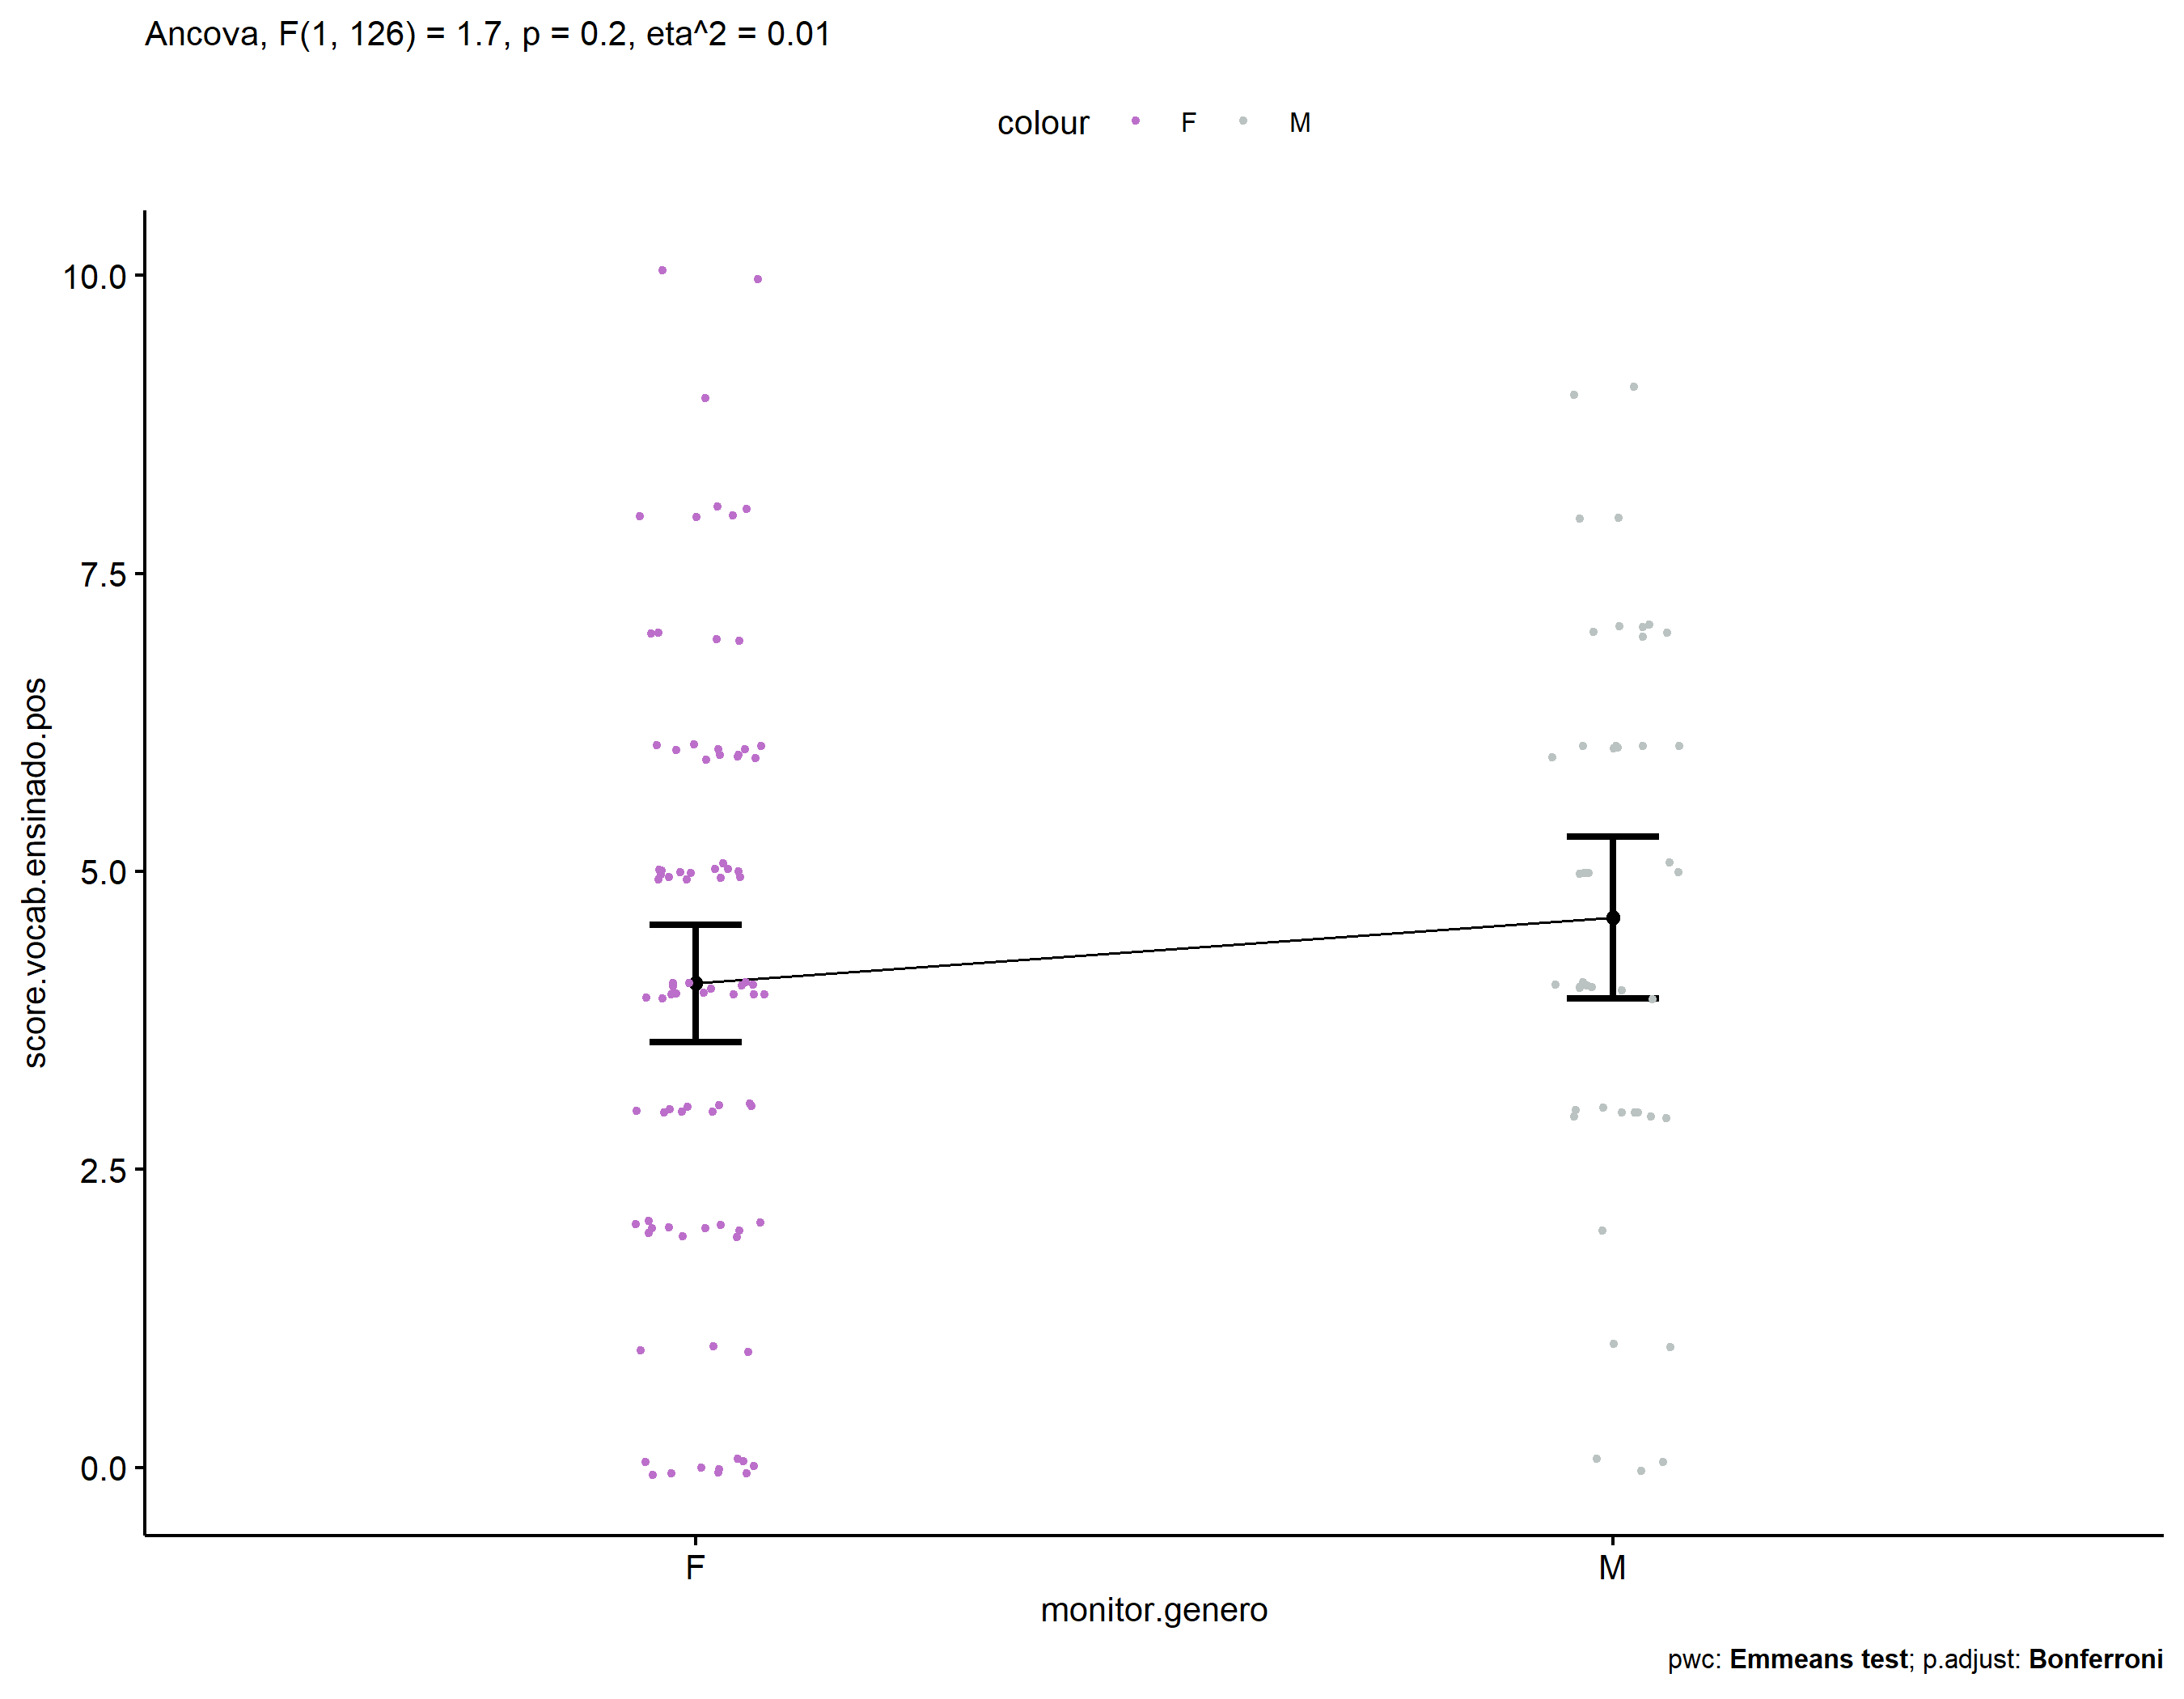 Ancova, F(1, 126) = 1.7, p = 0.2, eta^2 = 0.01
colour F M
10.0
7.5
5.0
2.5
0.0
score.vocab.ensinado.pos
F M
monitor.genero
pwc: Emmeans test; p.adjust: Bonferroni